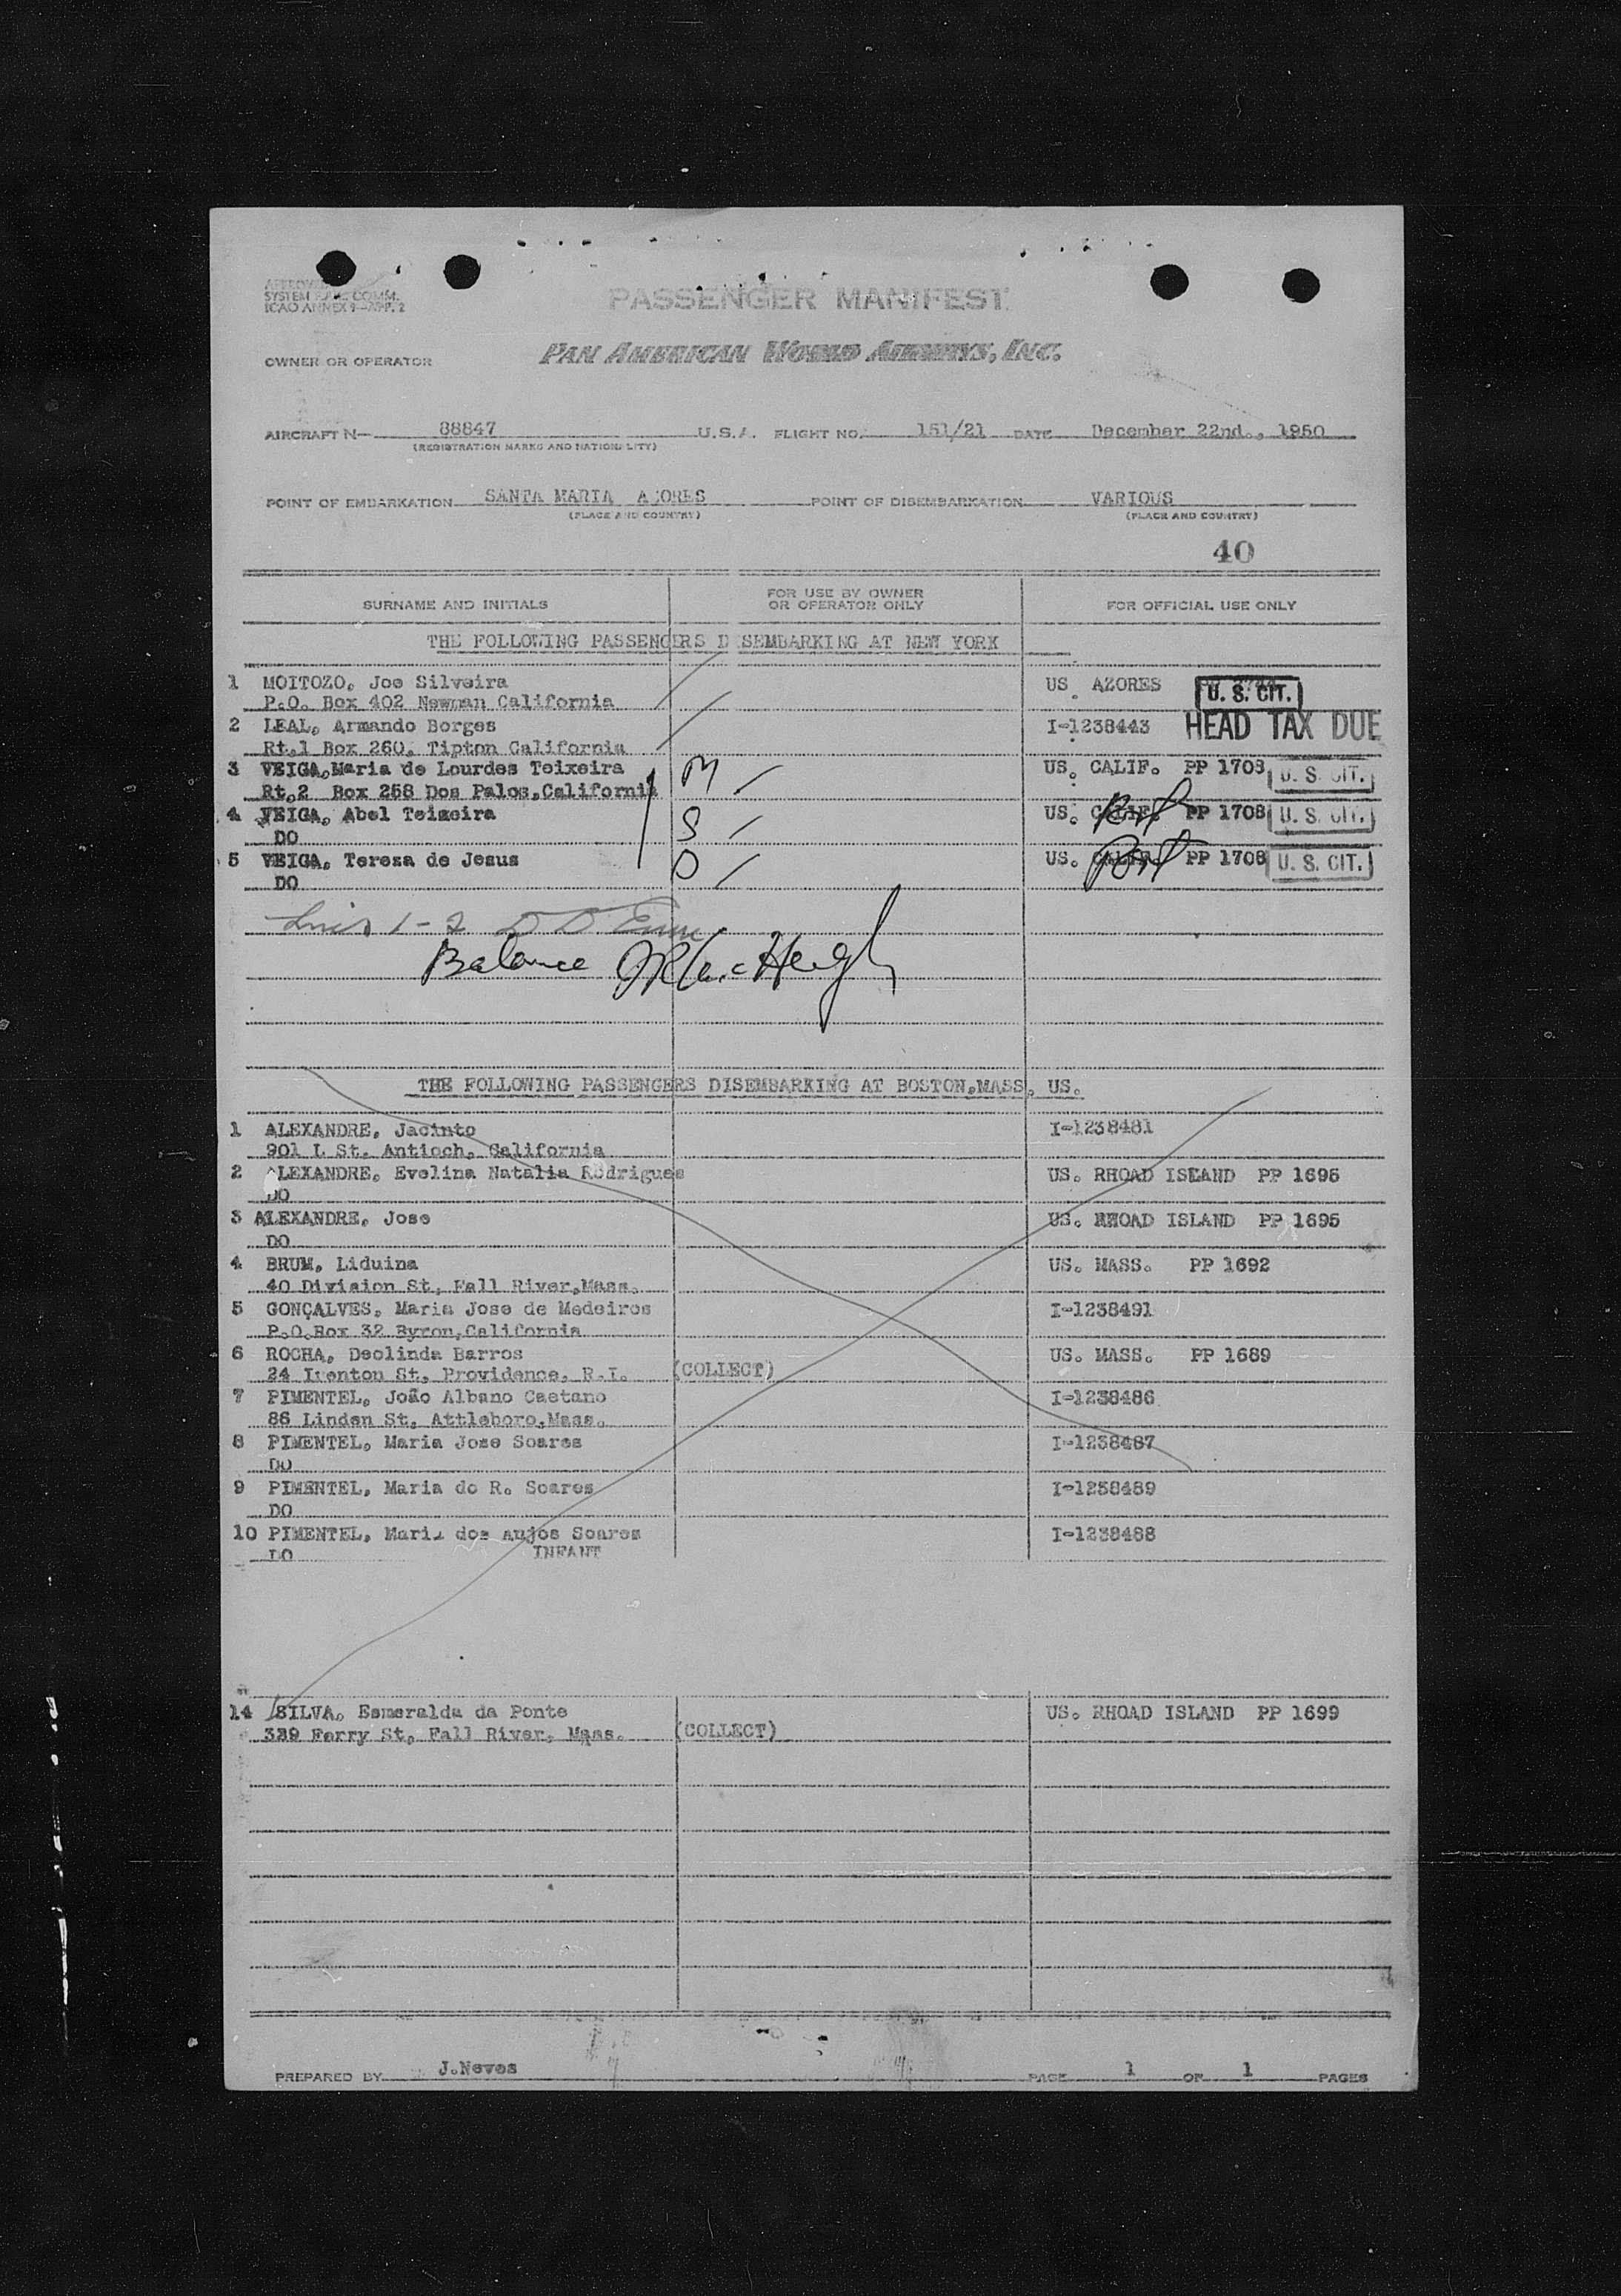 SYSTEM F.A.L. COMM.
PASSENGER MANIFEST
OWNER OR OPERATOR PAN AMERICAN WORLD AIRWAYS, INC.
AIRCRAFT N— 88847 U.S.A. FLIGHT NO. 151/21 DATE December 22nd., 1950
(REGISTRATION MARKS AND NATIONALITY)
POINT OF EMBARKATION SANTA MARIA AZORES POINT OF DISEMBARKATION VARIOUS
(PLACE AND COUNTRY) (PLACE AND COUNTRY)
40
SURNAME AND INITIALS FOR USE BY OWNER OR OPERATOR ONLY FOR OFFICIAL USE ONLY
THE FOLLOWING PASSENGERS DISEMBARKING AT NEW YORK
1 MOITOZO, Joe Silveira US. AZORES U. S. CIT.
P.O. Box 402 Newman California
2 LEAL, Armando Borges I-1238443 HEAD TAX DUE
Rt.1 Box 260. Tipton California
3 VEIGA,Maria de Lourdes Teixeira M US. CALIF. PP 1708 U. S. CIT.
Rt.2 Box 258 Dos Palos,California
4 VEIGA, Abel Teixeira S US. CALIF. PP 1708 U. S. CIT.
DO
5 VEIGA, Teresa de Jesus D US. CALIF. PP 1708 U. S. CIT.
DO
1-2
Balance
THE FOLLOWING PASSENGERS DISEMBARKING AT BOSTON,MASS, US.
1 ALEXANDRE, Jacinto I-1238481
901 L St. Antioch, California
2 ALEXANDRE, Evelina Natalia Rodrigues US. RHOAD ISLAND PP 1695
DO
3 ALEXANDRE, Jose US. RHOAD ISLAND PP 1695
DO
4 BRUM, Liduina US. MASS. PP 1692
40 Division St, Fall River,Mass.
5 GONÇALVES, Maria Jose de Medeiros I-1238491
P.O.Box 32 Byron,California
6 ROCHA, Deolinda Barros US. MASS. PP 1689
24 Trenton St, Providence, R.I. (COLLECT)
7 PIMENTEL, João Albano Caetano I-1238486
86 Linden St, Attleboro,Mass.
8 PIMENTEL, Maria Jose Soares I-1238487
DO
9 PIMENTEL, Maria do R. Soares I-1238489
DO
10 PIMENTEL, Maria dos Anjos Soares I-1238488
DO INFANT
14 SILVA, Esmeralda da Ponte US. RHOAD ISLAND PP 1699
339 Ferry St, Fall River, Mass. (COLLECT)
PREPARED BY J.Neves PAGE 1 OF 1 PAGES